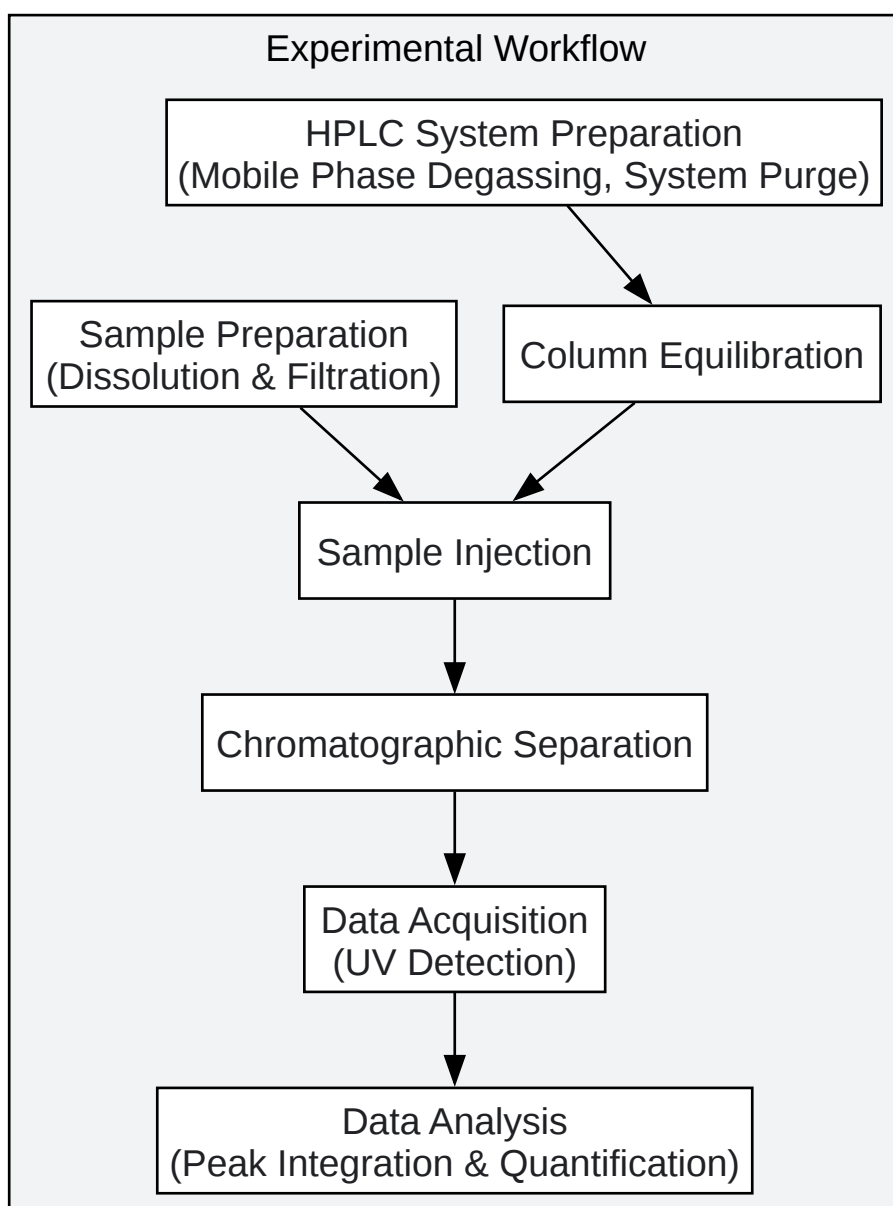 Experimental Workflow
HPLC System Preparation
(Mobile Phase Degassing, System Purge)
Sample Preparation
(Dissolution & Filtration)
Column Equilibration
Sample Injection
Chromatographic Separation
Data Acquisition
(UV Detection)
Data Analysis
(Peak Integration & Quantification)